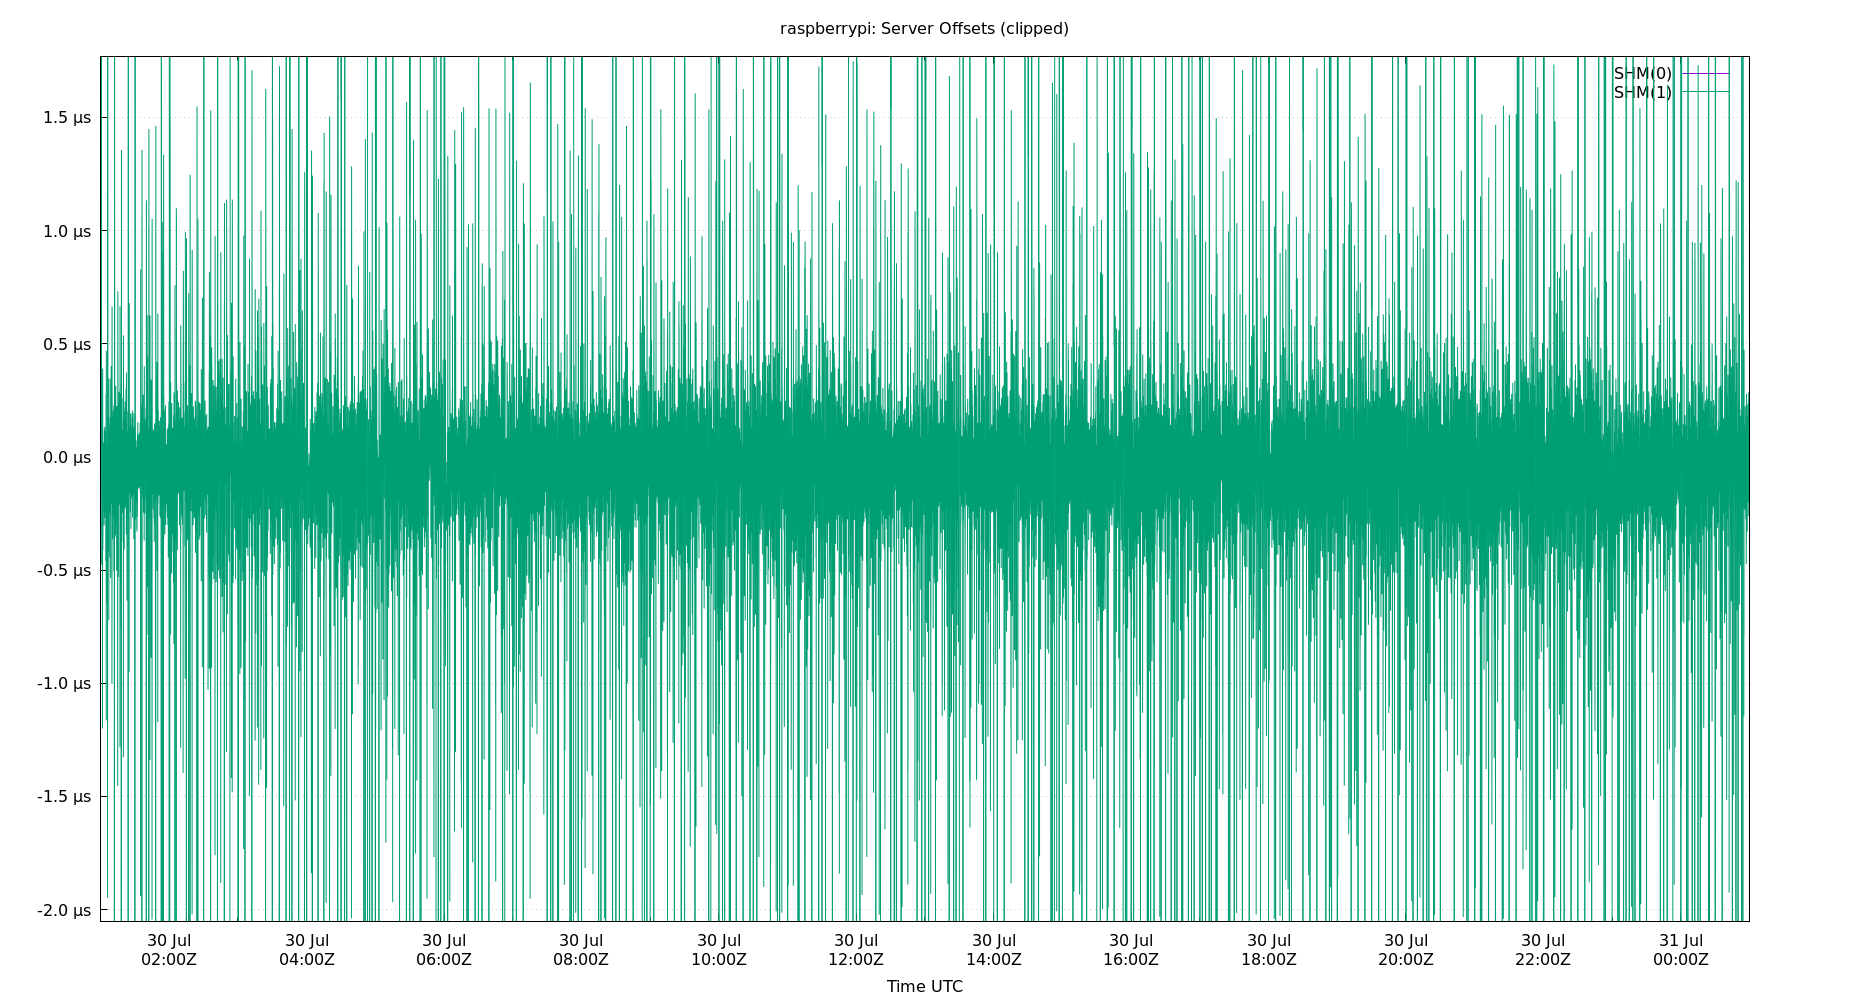 raspberrypi: Server Offsets (clipped)
SHM(0)
SHM(1)
1.5 µs
1.0 µs
0.5 µs
0.0 µs
-0.5 µs
-1.0 µs
-1.5 µs
-2.0 µs
30 Jul 30 Jul 30 Jul 30 Jul 30 Jul 30 Jul 30 Jul 30 Jul 30 Jul 30 Jul 30 Jul 31 Jul
02:00Z 04:00Z 06:00Z 08:00Z 10:00Z 12:00Z 14:00Z 16:00Z 18:00Z 20:00Z 22:00Z 00:00Z
Time UTC